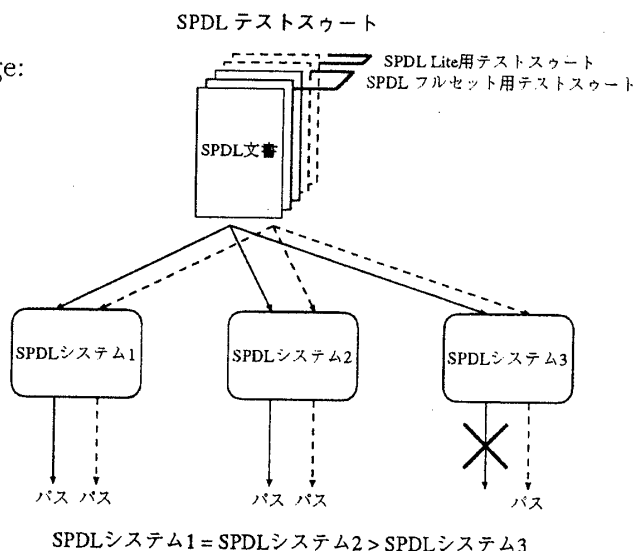 SPDL テストスゥート
ge:
SPDL Lite用テストスゥート
SPDL フルセット用テストスゥート
SPDL文書
SPDLシステム1
SPDLシステム2
SPDLシステム3
パス パス
パス パス
パス
SPDLシステム1 = SPDLシステム2 > SPDLシステム3